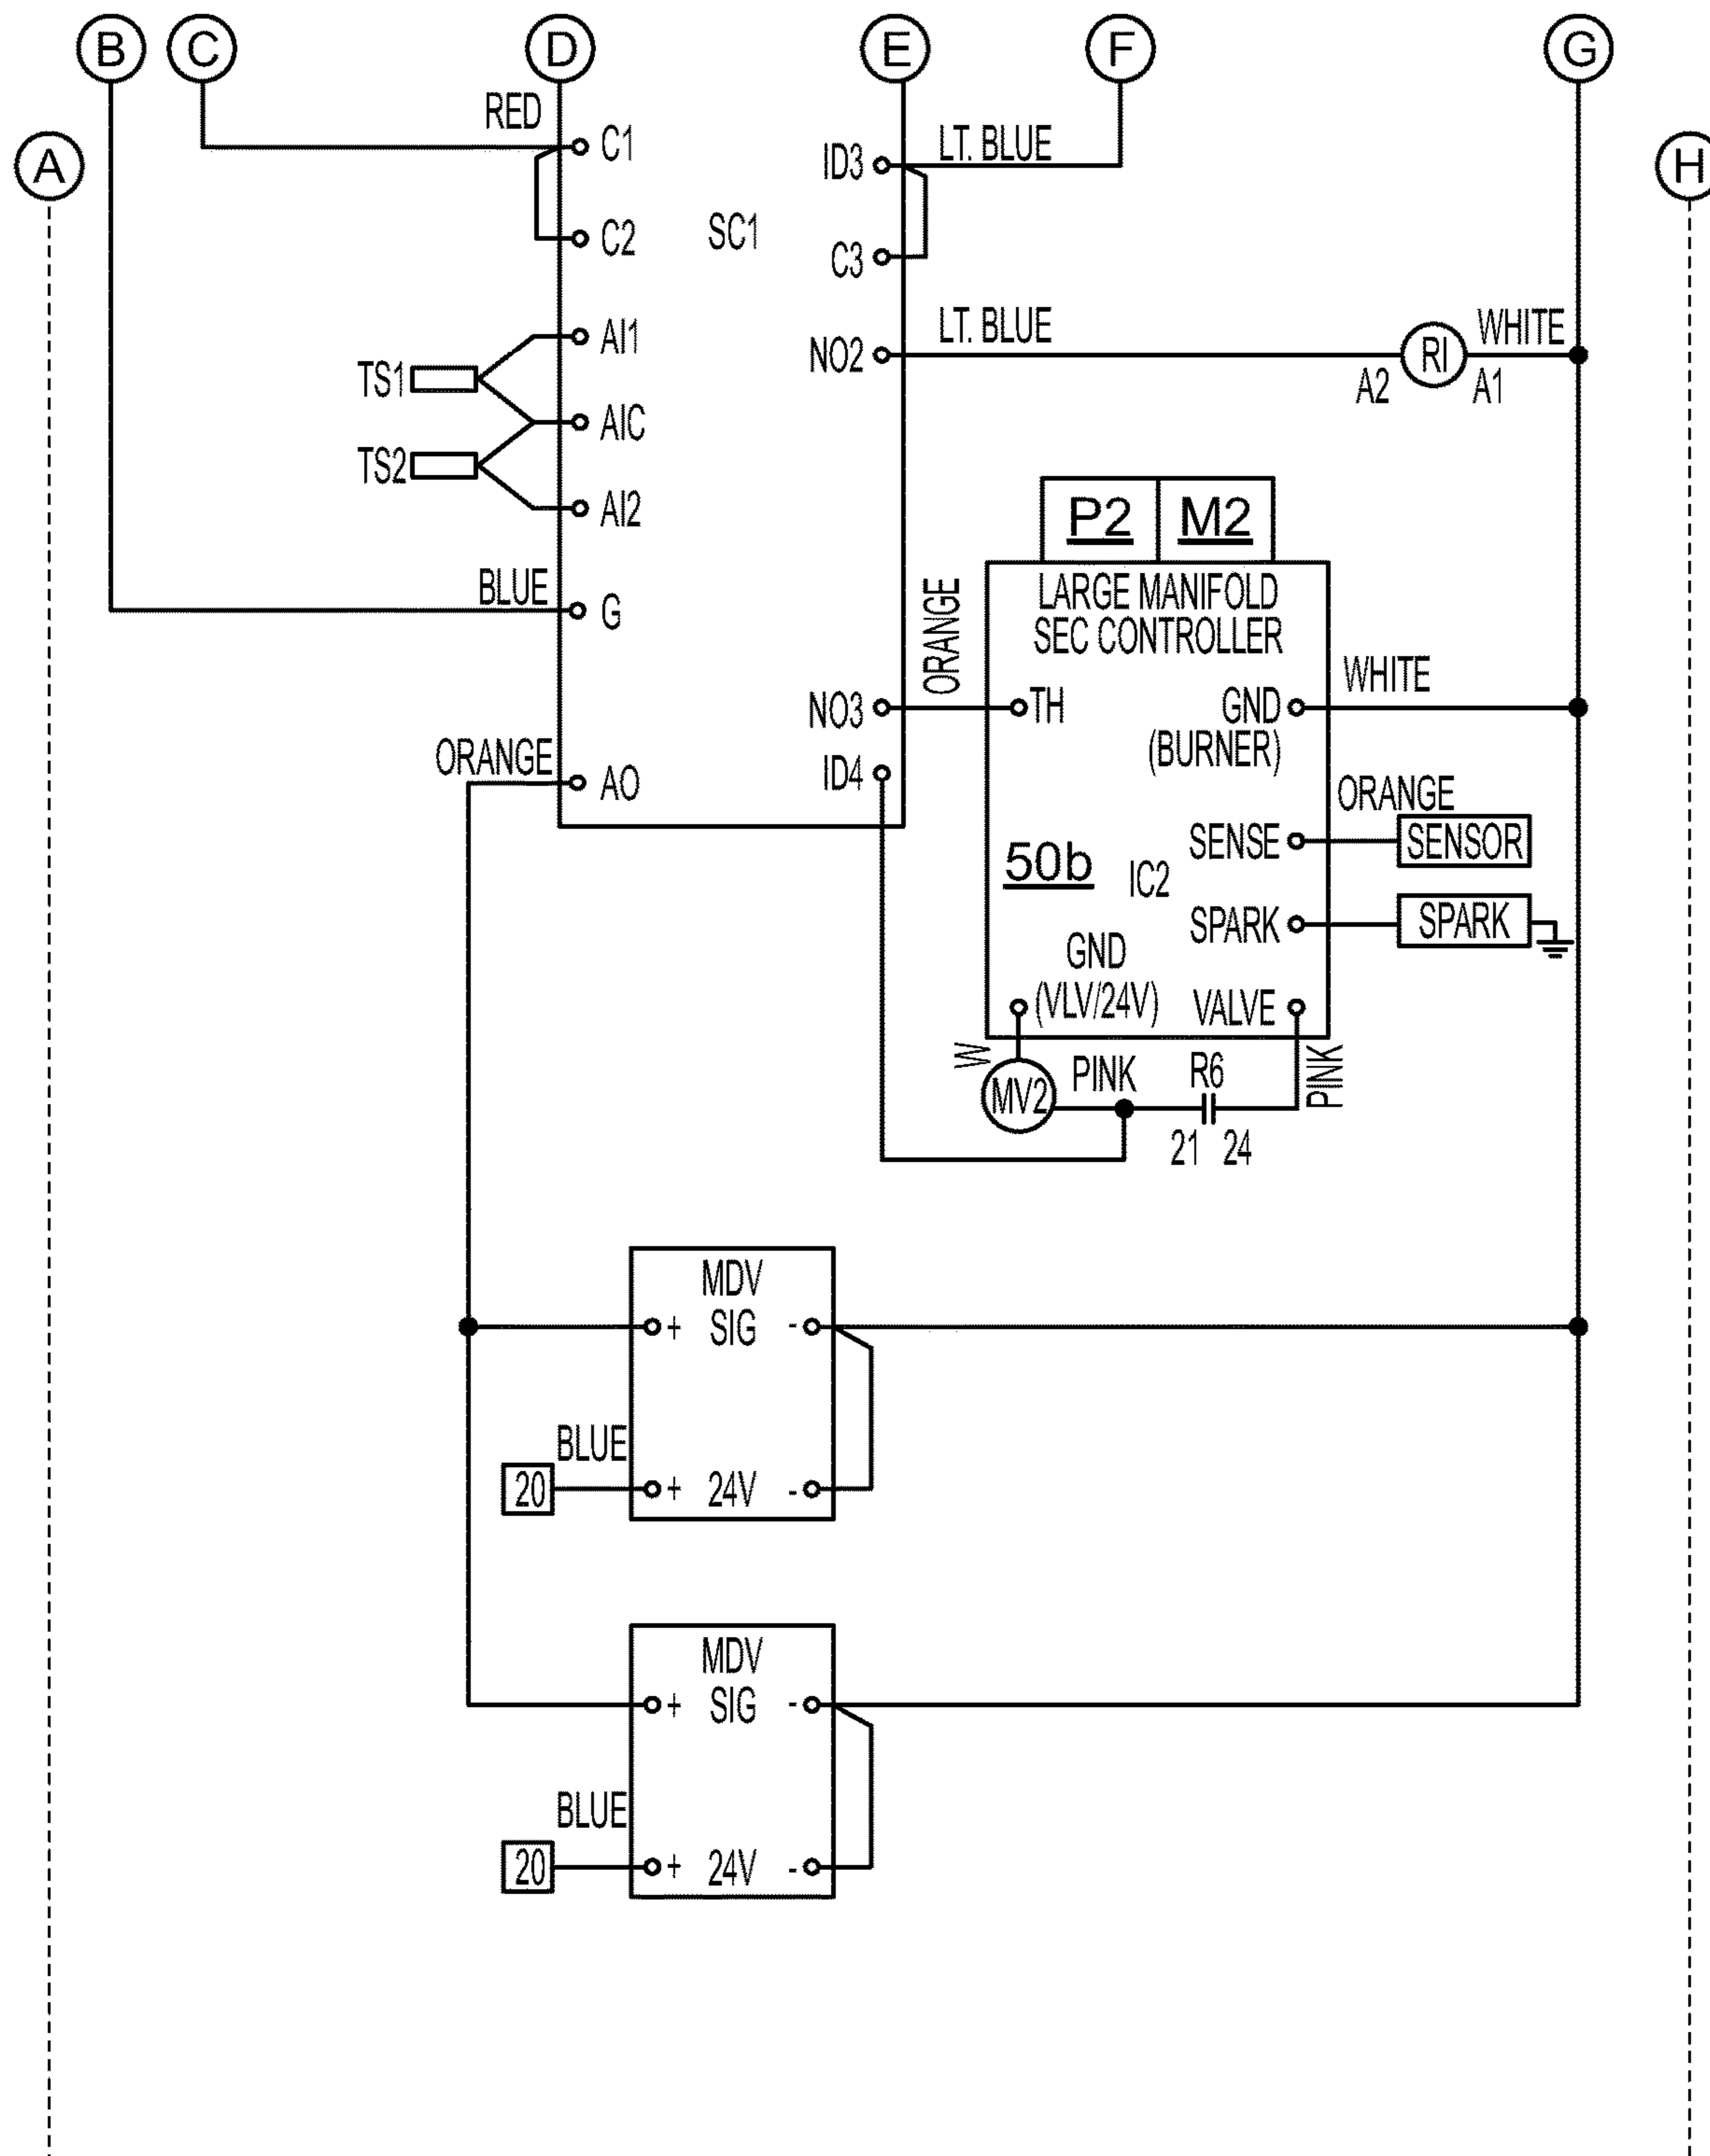 B
C
D
E
F
G
A
H
RED
C1
ID3
LT. BLUE
C2
SC1
C3
AI1
NO2
LT. BLUE
RI
WHITE
A2
A1
TS1
AIC
TS2
AI2
P2
M2
BLUE
G
ORANGE
LARGE MANIFOLD
SEC CONTROLLER
NO3
TH
GND
(BURNER)
WHITE
ORANGE
AO
ID4
ORANGE
SENSE
SENSOR
50b
IC2
SPARK
SPARK
GND
(VLV/24V)
VALVE
W
MV2
PINK
R6
PINK
21
24
MDV
+ SIG -
BLUE
20
+ 24V -
MDV
+ SIG -
BLUE
20
+ 24V -